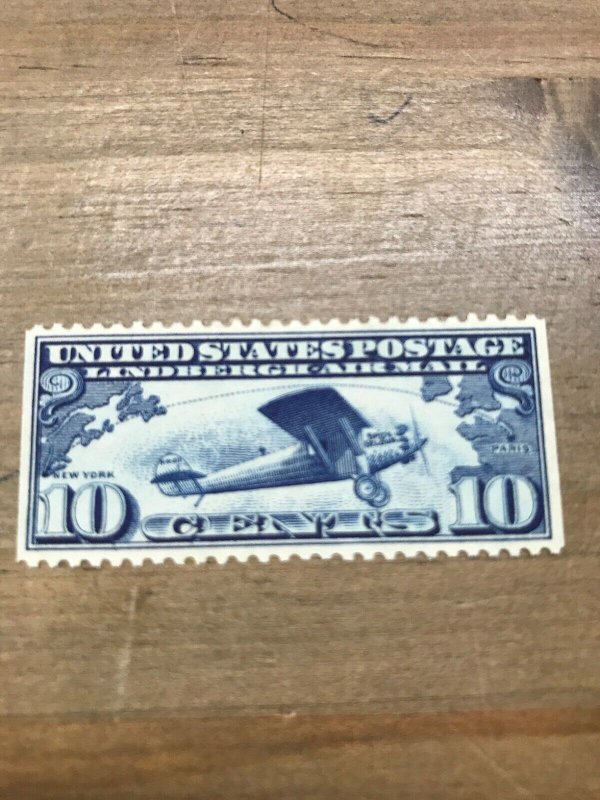 UNITED STATES POSTAGE
LINDBERGH AIR MAIL
NEW YORK
PARIS
10 CENTS 10